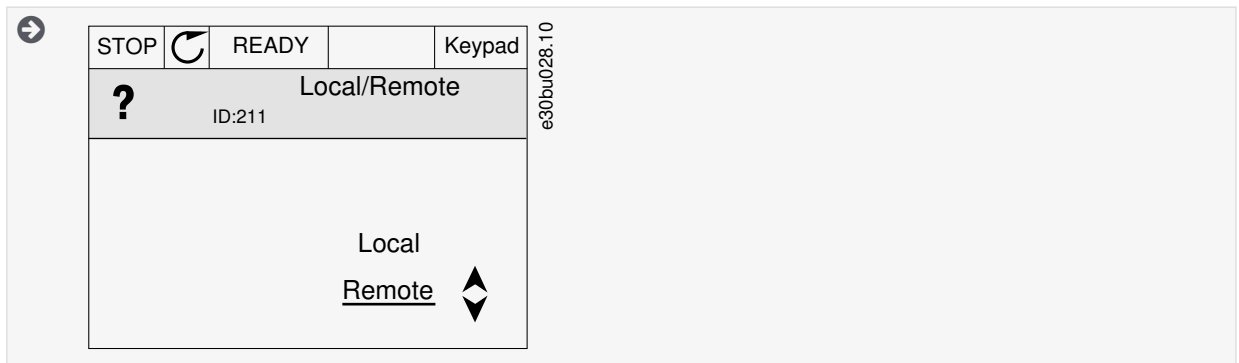 STOP READY Keypad
? Local/Remote
ID:211
Local
Remote
e30bu028.10